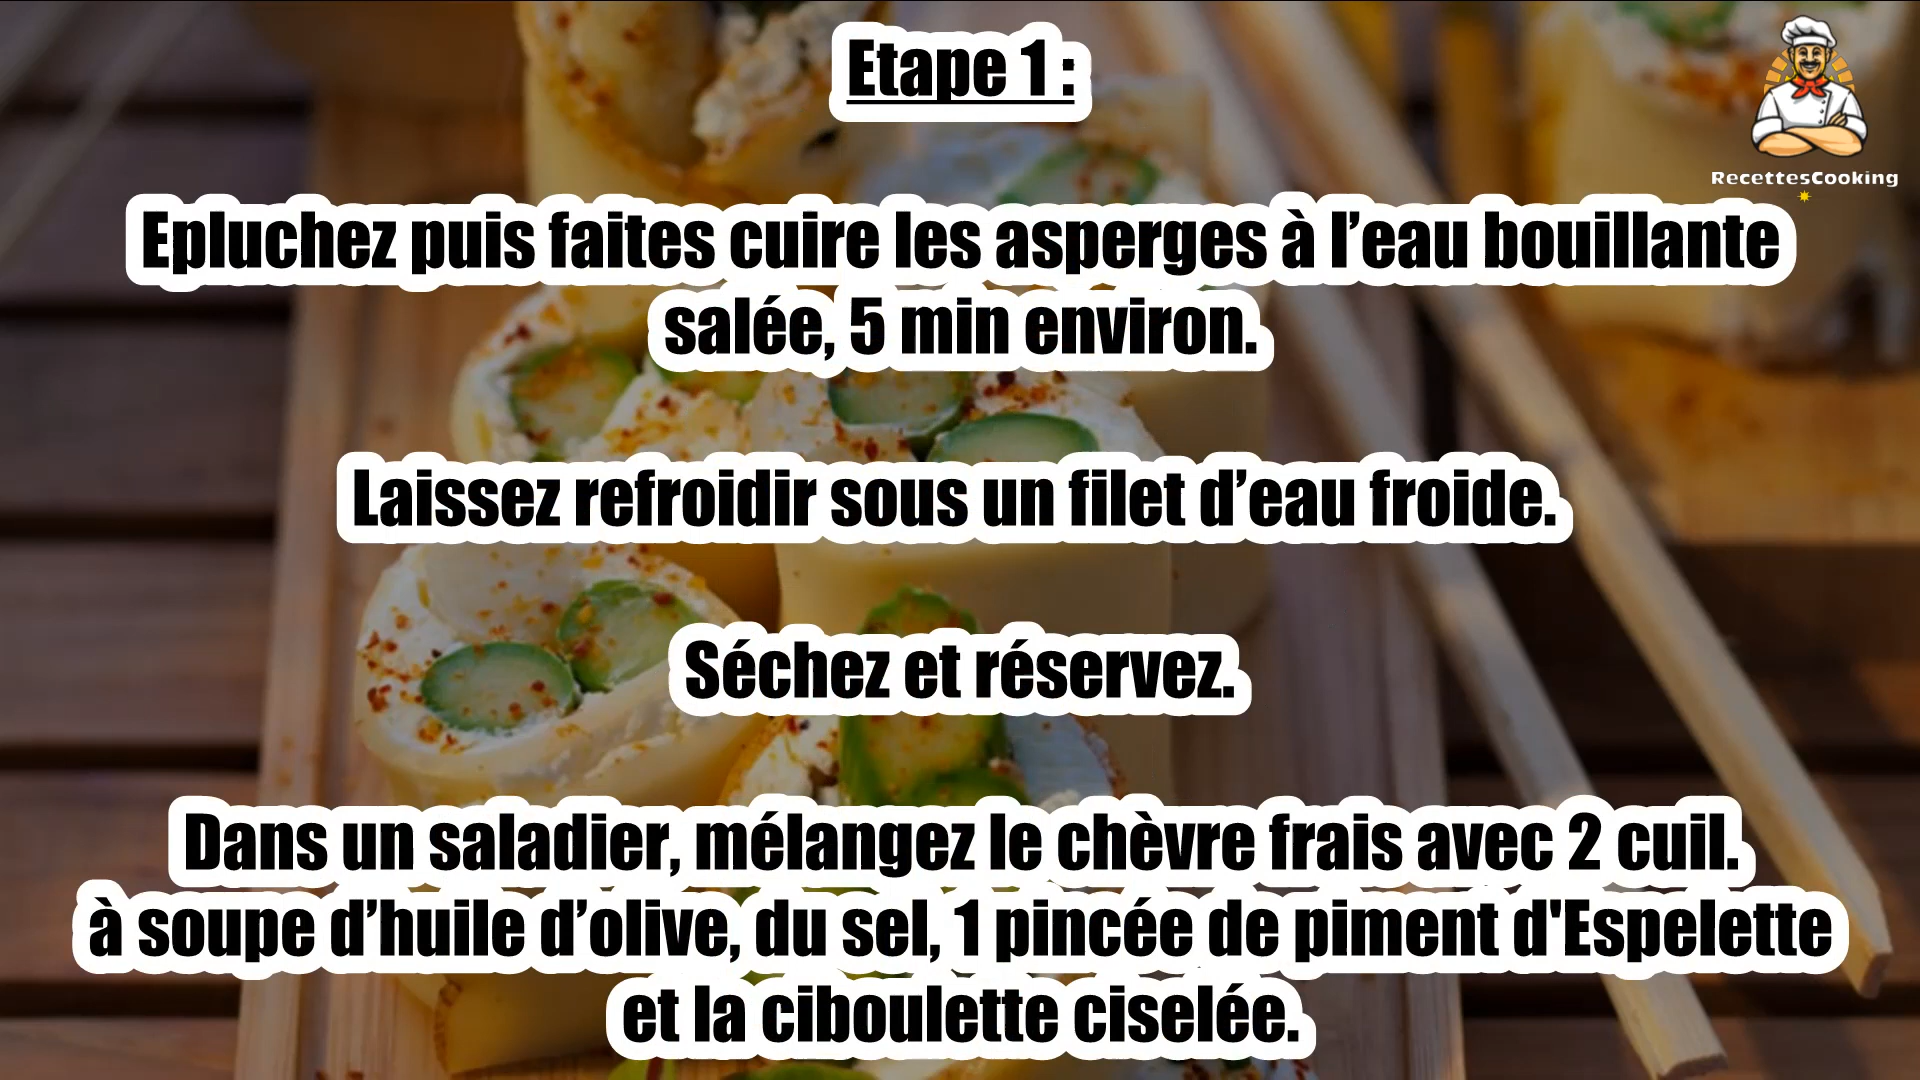 Etape 1 :
RecettesCooking
Epluchez puis faites cuire les asperges à l’eau bouillante
salée, 5 min environ.
Laissez refroidir sous un filet d’eau froide.
Séchez et réservez.
Dans un saladier, mélangez le chèvre frais avec 2 cuil.
à soupe d’huile d’olive, du sel, 1 pincée de piment d'Espelette
et la ciboulette ciselée.